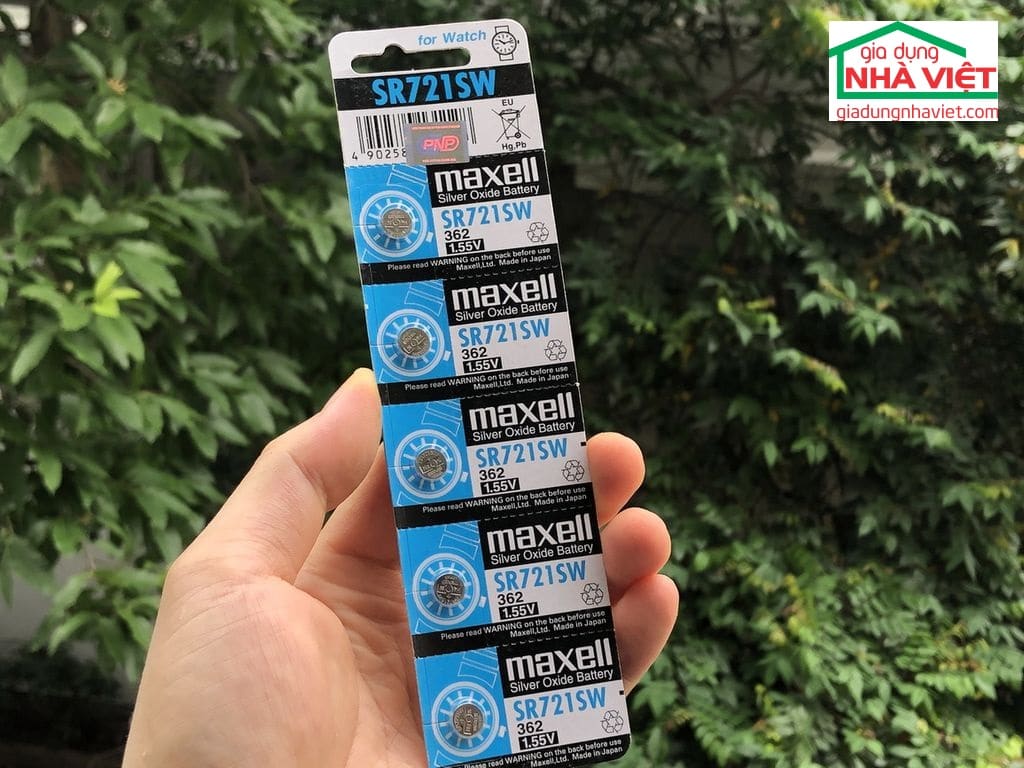 for Watch
SR721SW
EU
4 90258
PNP
Hg.Pb
maxell
Silver Oxide Battery
SR721SW
362
1.55V
Please read WARNING on the back before use
Maxell,Ltd. Made in Japan
maxell
Silver Oxide Battery
SR721SW
362
1.55V
Please read WARNING on the back before use
Maxell,Ltd. Made in Japan
maxell
Silver Oxide Battery
SR721SW
362
1.55V
Please read WARNING on the back before use
Maxell,Ltd. Made in Japan
maxell
Silver Oxide Battery
SR721SW
362
1.55V
Please read WARNING on the back before use
Maxell,Ltd. Made in Japan
maxell
Silver Oxide Battery
SR721SW
362
1.55V
Please read WARNING on the back before use
gia dụng
NHÀ VIỆT
giadungnhaviet.com